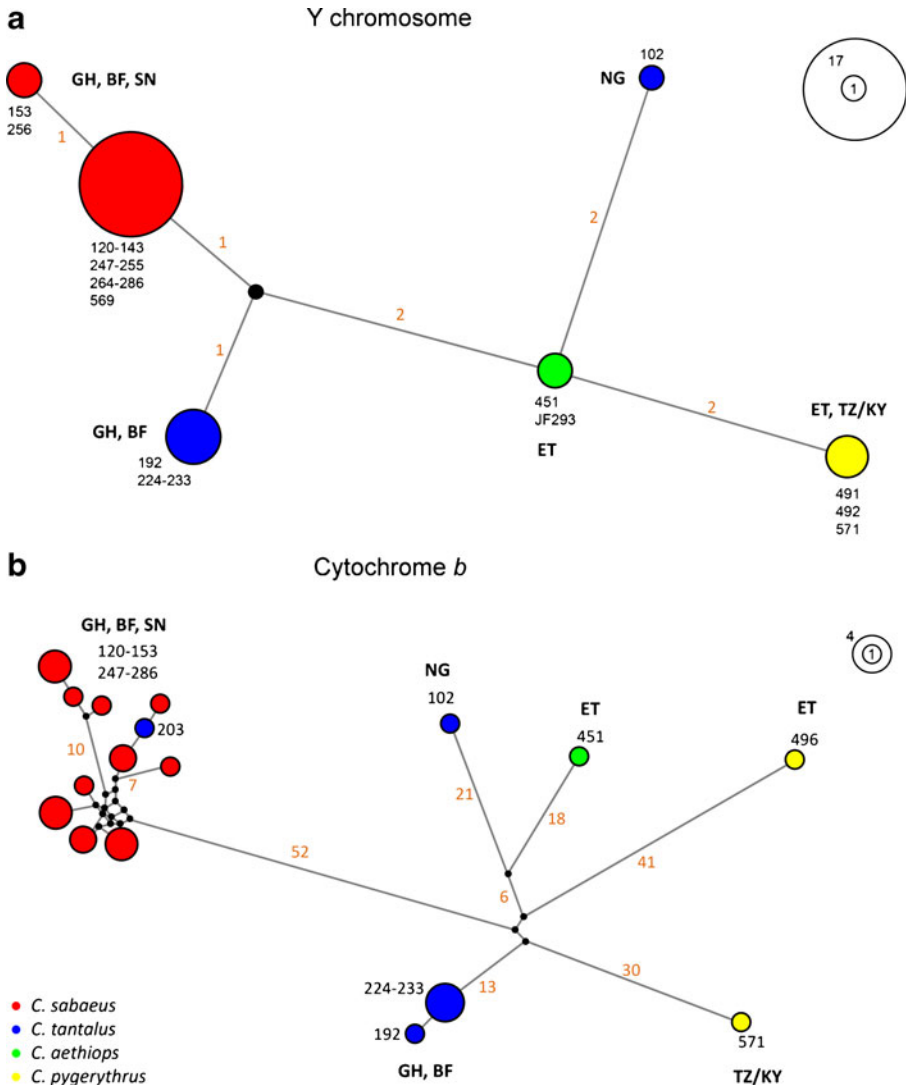 a
Y chromosome
GH, BF, SN
153
256
1
120-143
247-255
264-286
569
1
1
GH, BF
192
224-233
2
NG
102
2
451
JF293
ET
2
ET, TZ/KY
491
492
571
17
1
b
Cytochrome b
GH, BF, SN
120-153
247-286
203
10
7
52
NG
102
21
ET
451
18
6
ET
496
41
4
1
30
571
TZ/KY
224-233
13
192
GH, BF
C. sabaeus
C. tantalus
C. aethiops
C. pygerythrus